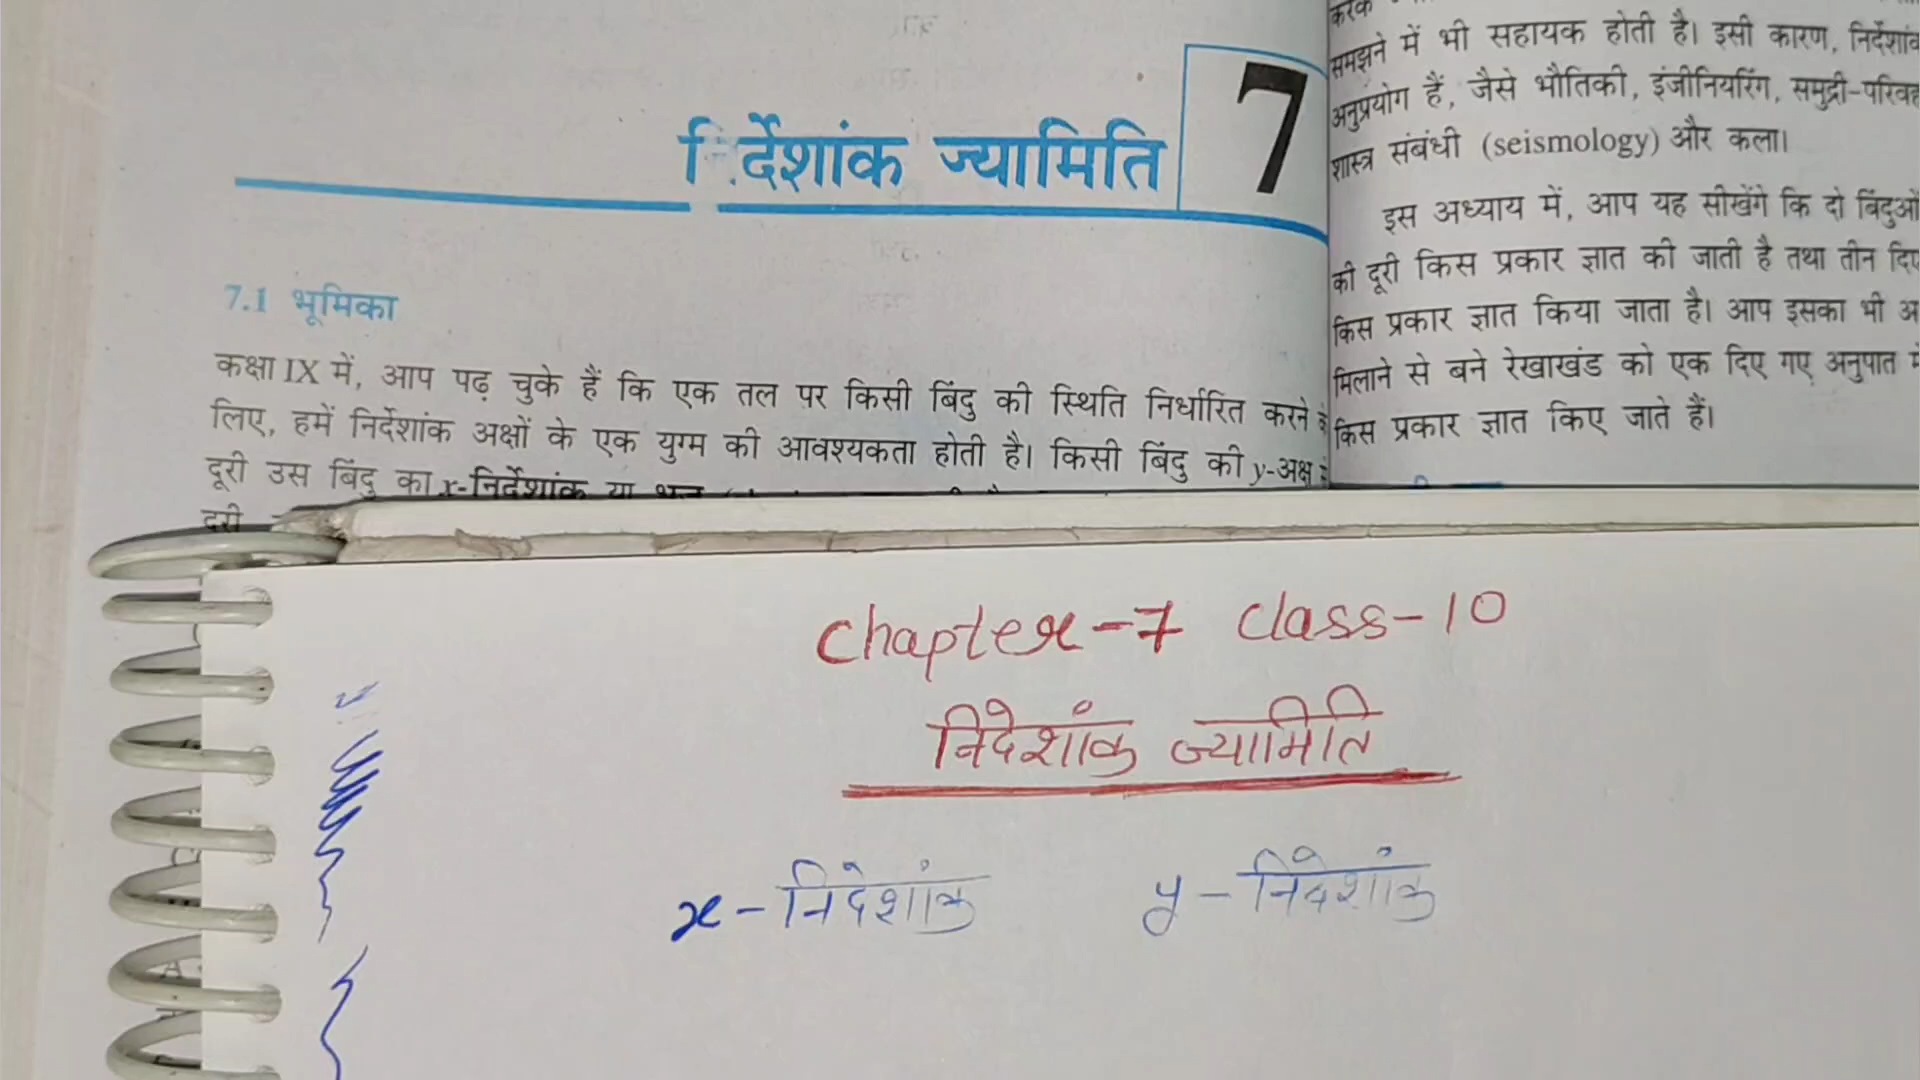 निर्देशांक ज्यामिति 7
7.1 भूमिका
कक्षा IX में, आप पढ़ चुके हैं कि एक तल पर किसी बिंदु की स्थिति निर्धारित करने के
लिए, हमें निर्देशांक अक्षों के एक युग्म की आवश्यकता होती है। किसी बिंदु की y-अक्ष से
दूरी उस बिंदु का x-निर्देशांक या भुज
दूरी
समझने में भी सहायक होती है। इसी कारण, निर्देशांक
अनुप्रयोग हैं, जैसे भौतिकी, इंजीनियरिंग, समुद्री-परिवह
शास्त्र संबंधी (seismology) और कला।
इस अध्याय में, आप यह सीखेंगे कि दो बिंदुओं
की दूरी किस प्रकार ज्ञात की जाती है तथा तीन दिए
किस प्रकार ज्ञात किया जाता है। आप इसका भी अ
मिलाने से बने रेखाखंड को एक दिए गए अनुपात में
किस प्रकार ज्ञात किए जाते हैं।
Chapter-7 Class-10
निर्देशांक ज्यामिति
x-निर्देशांक y-निर्देशांक